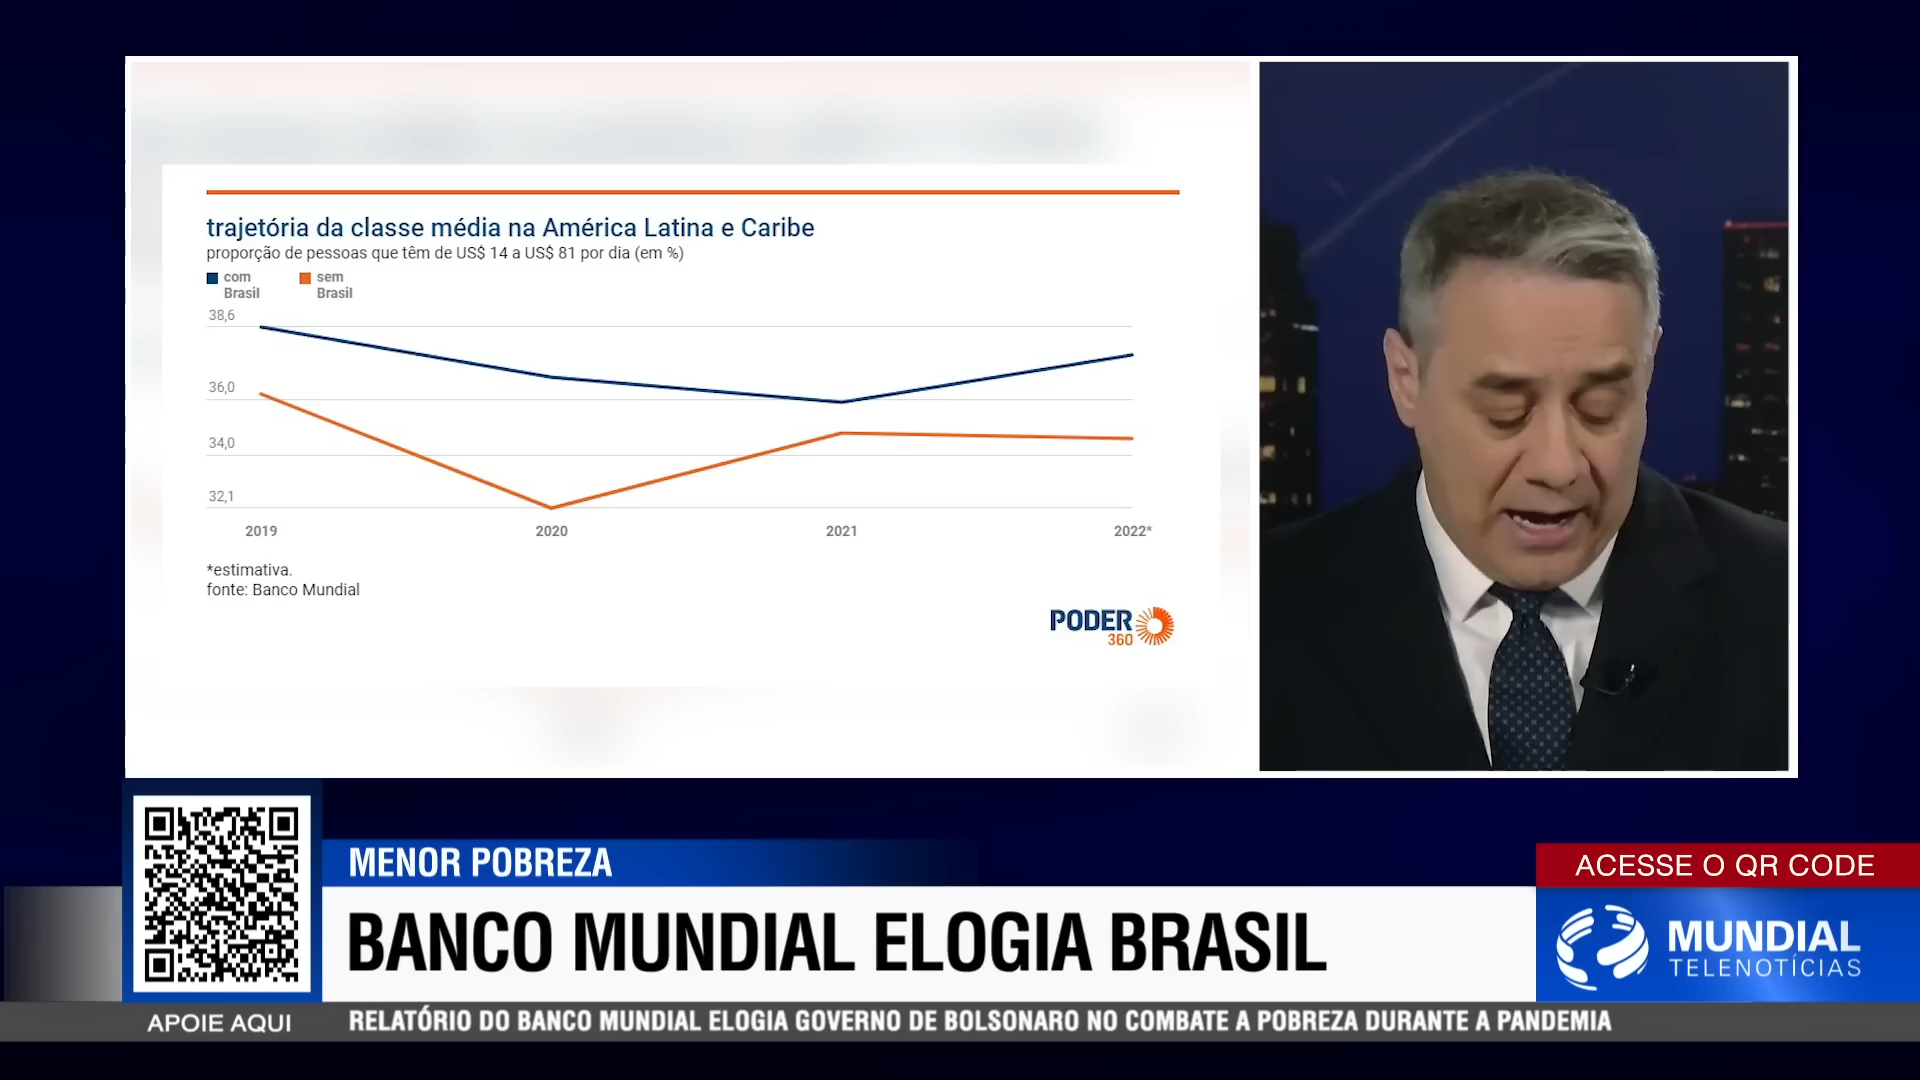 trajetória da classe média na América Latina e Caribe
proporção de pessoas que têm de US$ 14 a US$ 81 por dia (em %)
com
Brasil
sem
Brasil
38,6
36,0
34,0
32,1
2019
2020
2021
2022*
*estimativa.
fonte: Banco Mundial
PODER
360
MENOR POBREZA
BANCO MUNDIAL ELOGIA BRASIL
ACESSE O QR CODE
MUNDIAL
TELENOTÍCIAS
APOIE AQUI
RELATÓRIO DO BANCO MUNDIAL ELOGIA GOVERNO DE BOLSONARO NO COMBATE A POBREZA DURANTE A PANDEMIA